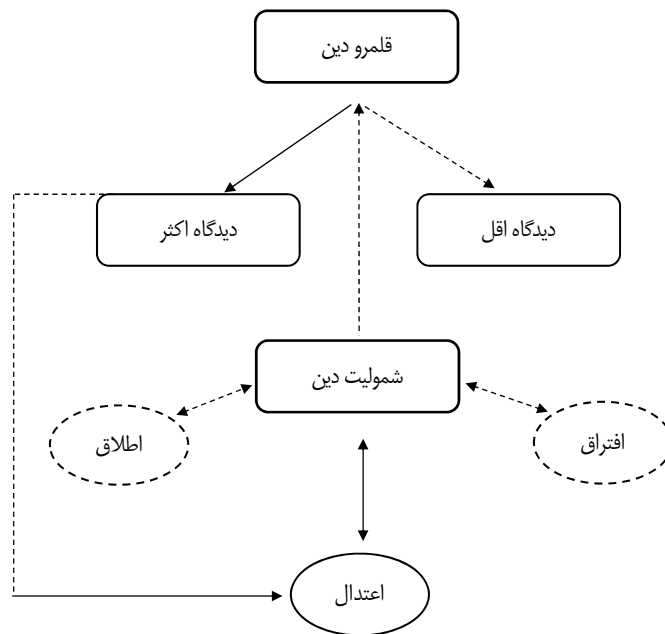 قلمرو دین
دیدگاه اقل
دیدگاه اکثر
شمولیت دین
افتراق
اطلاق
اعتدال